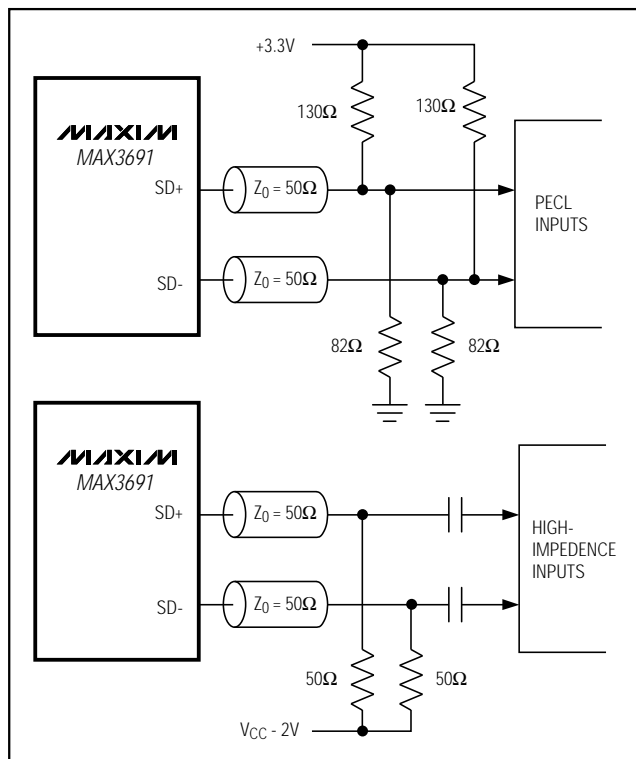 +3.3V
130Ω 130Ω
MAXIM
MAX3691
SD+ Z0 = 50Ω
PECL
INPUTS
SD- Z0 = 50Ω
82Ω 82Ω
MAXIM
MAX3691
SD+ Z0 = 50Ω
HIGH-
IMPEDENCE
INPUTS
SD- Z0 = 50Ω
50Ω 50Ω
VCC - 2V